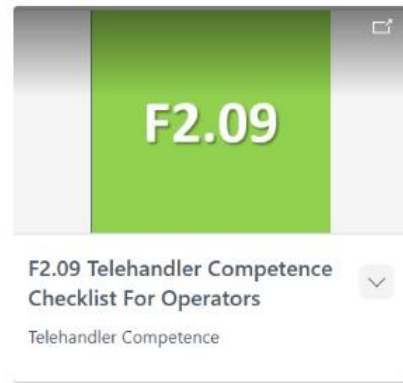 F2.09
F2.09 Telehandler Competence
Checklist For Operators
Telehandler Competence